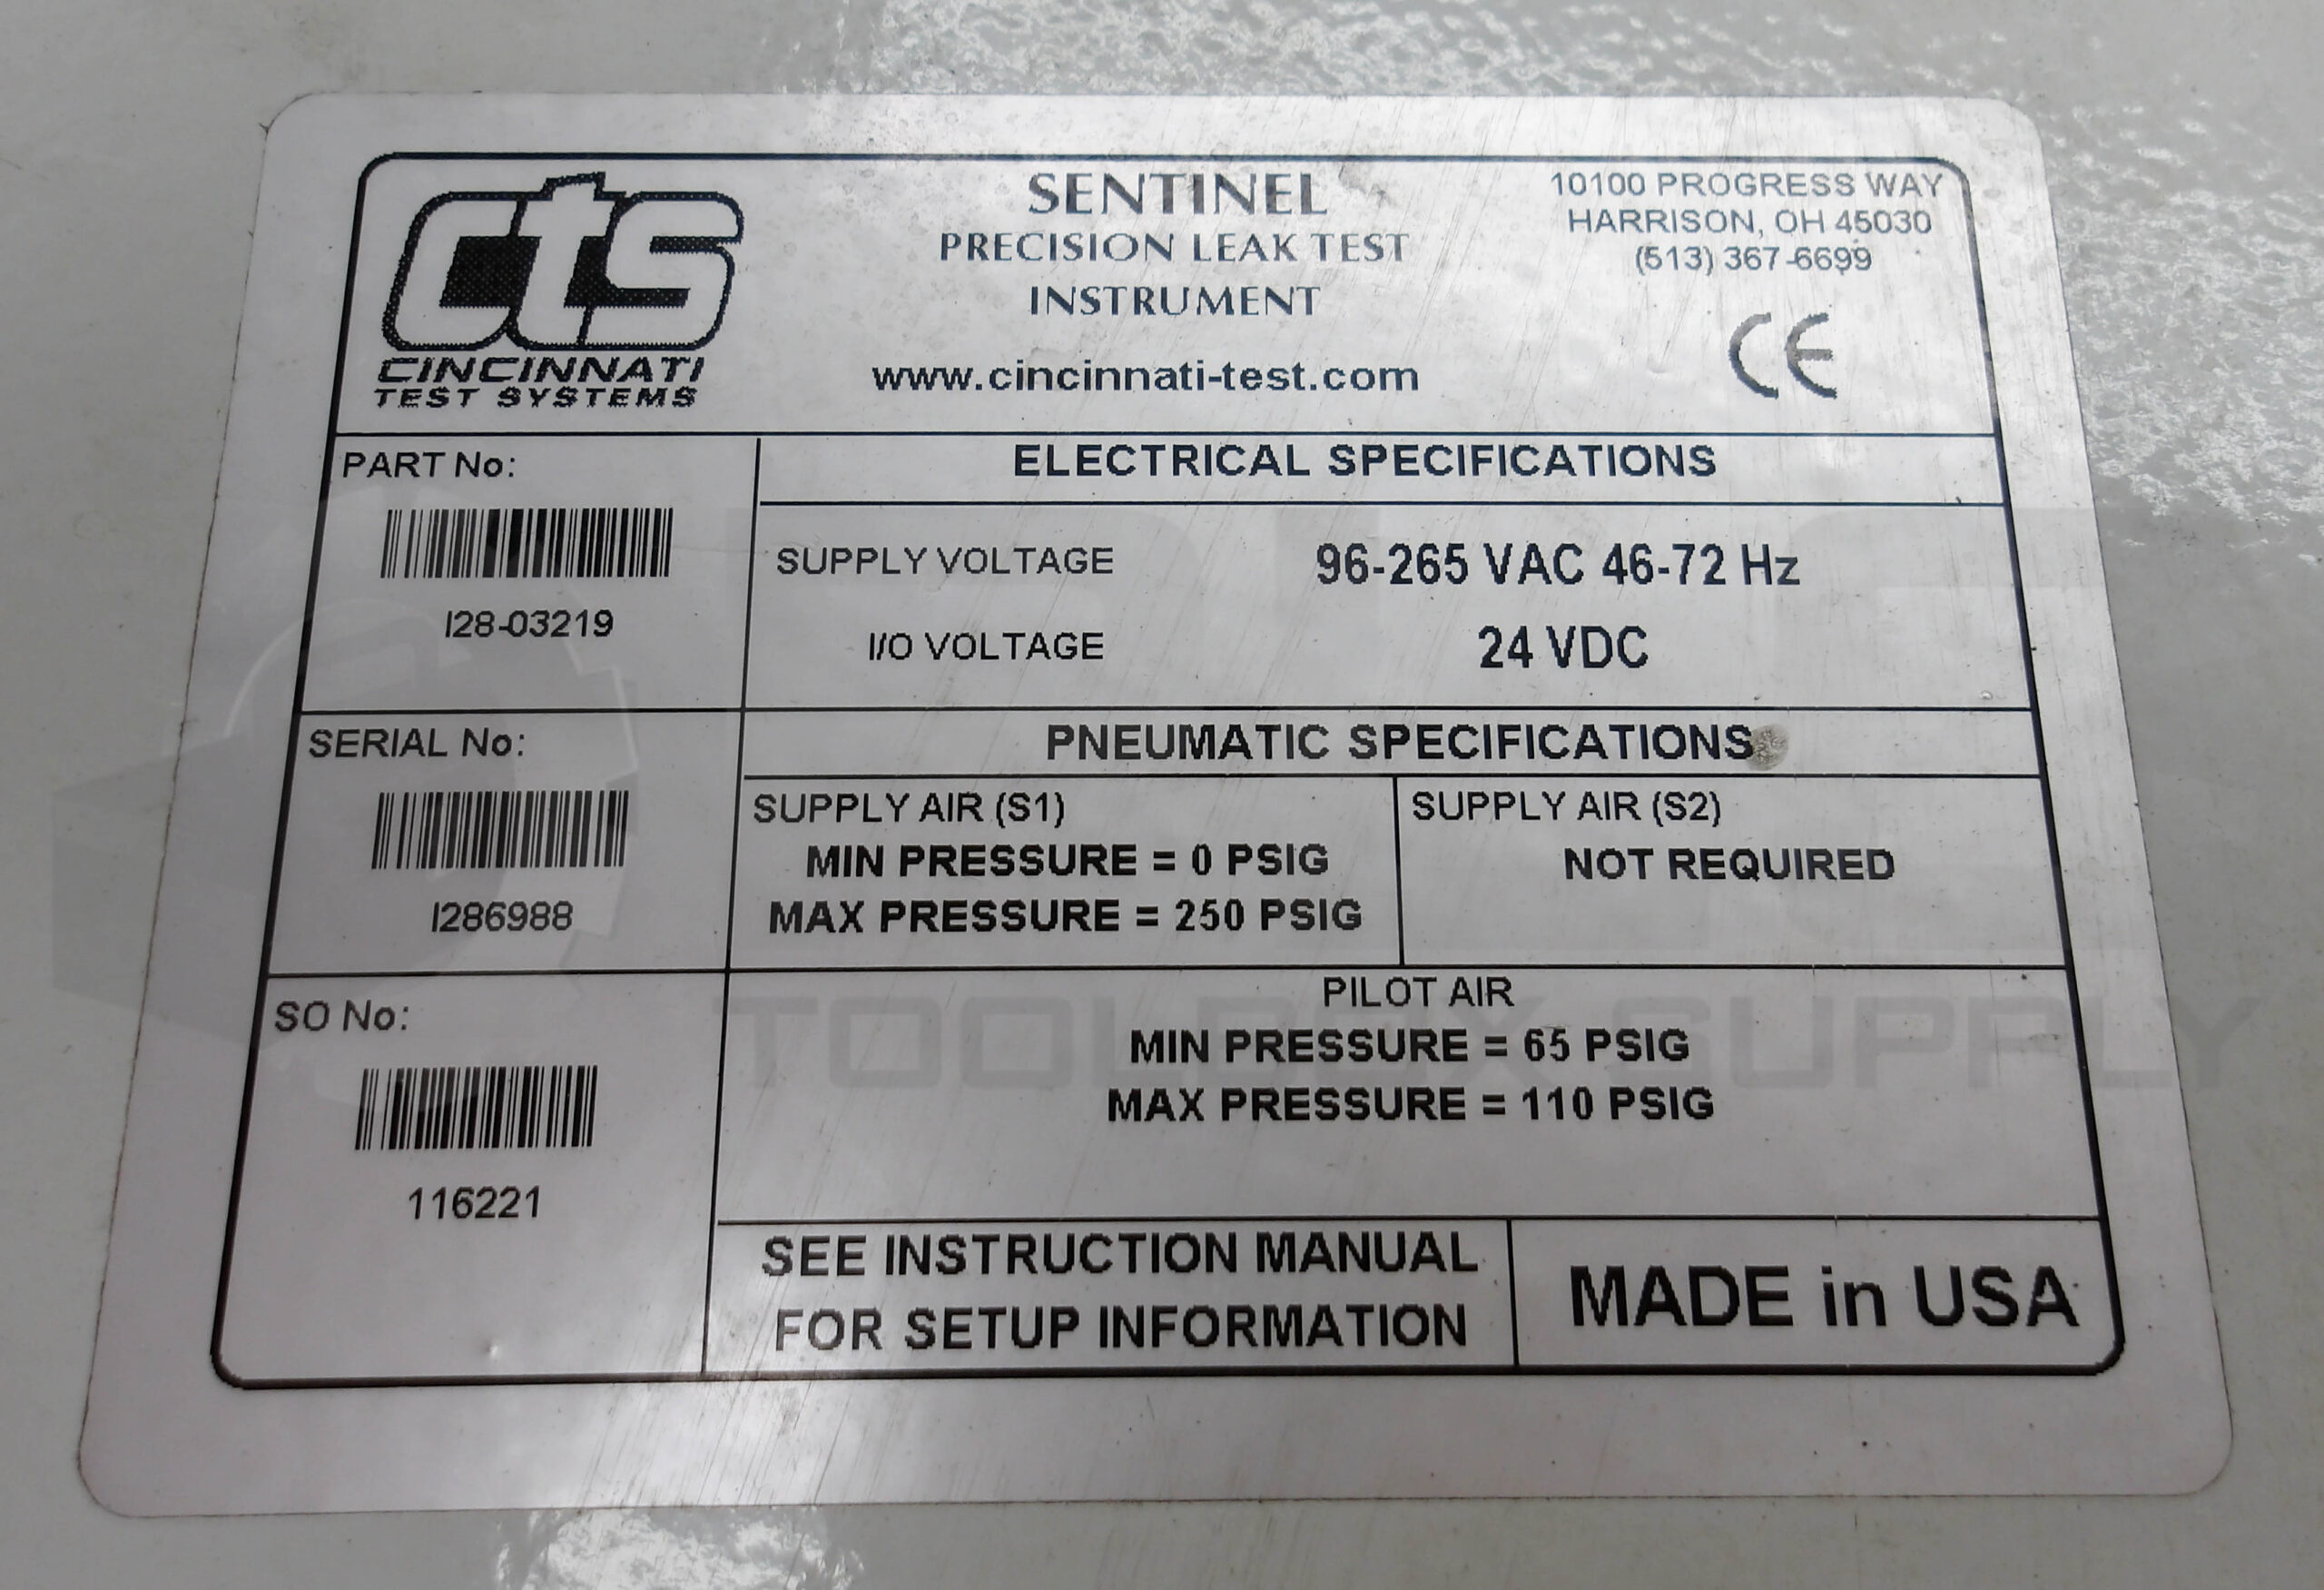 cts
CINCINNATI
TEST SYSTEMS
SENTINEL
PRECISION LEAK TEST
INSTRUMENT
www.cincinnati-test.com
10100 PROGRESS WAY
HARRISON, OH 45030
(513) 367-6699
CE
PART No:
I28-03219
ELECTRICAL SPECIFICATIONS
SUPPLY VOLTAGE 96-265 VAC 46-72 Hz
I/O VOLTAGE 24 VDC
SERIAL No:
I286988
PNEUMATIC SPECIFICATIONS
SUPPLY AIR (S1)
MIN PRESSURE = 0 PSIG
MAX PRESSURE = 250 PSIG
SUPPLY AIR (S2)
NOT REQUIRED
SO No:
116221
PILOT AIR
MIN PRESSURE = 65 PSIG
MAX PRESSURE = 110 PSIG
SEE INSTRUCTION MANUAL
FOR SETUP INFORMATION
MADE in USA
TOOLBOX SUPPLY